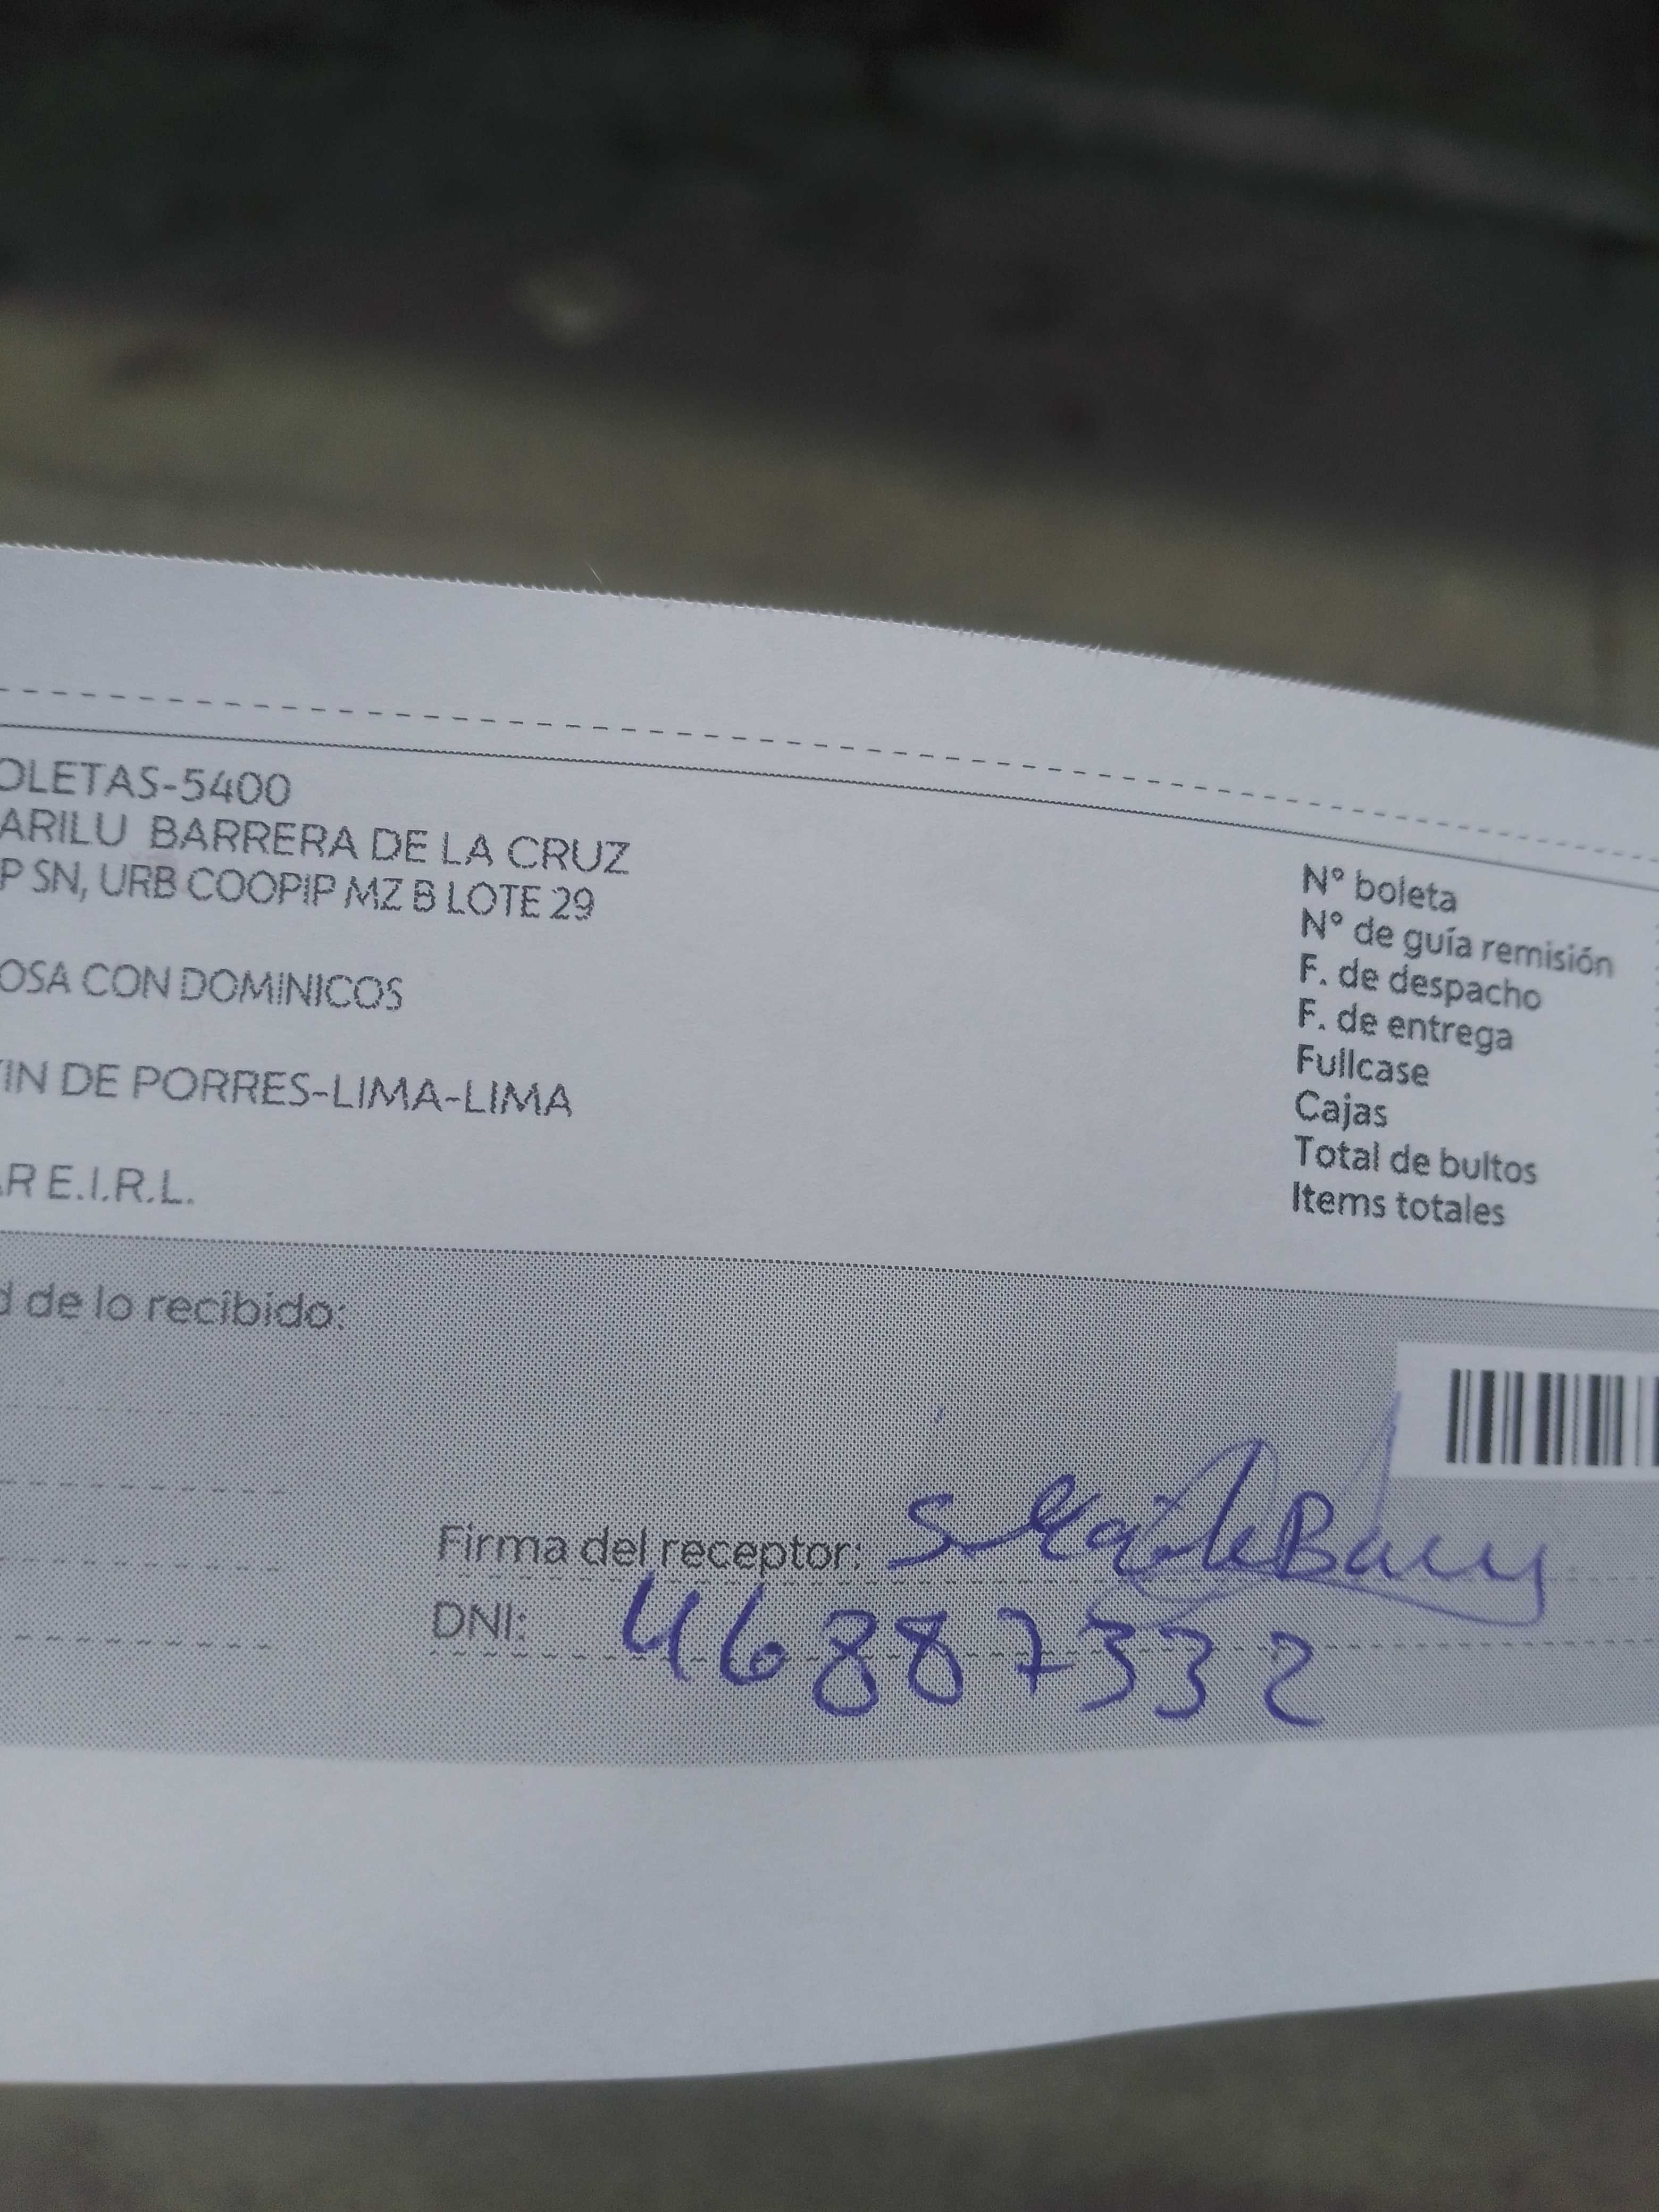 OLETAS-5400
ARILU BARRERA DE LA CRUZ
P SN, URB COOPIP MZ B LOTE 29
OSA CON DOMINICOS
TIN DE PORRES-LIMA-LIMA
AR E.I.R.L.
N° boleta
N° de guía remisión
F. de despacho
F. de entrega
Fullcase
Cajas
Total de bultos
Items totales
d de lo recibido:
Firma del receptor:
DNI: 46887332